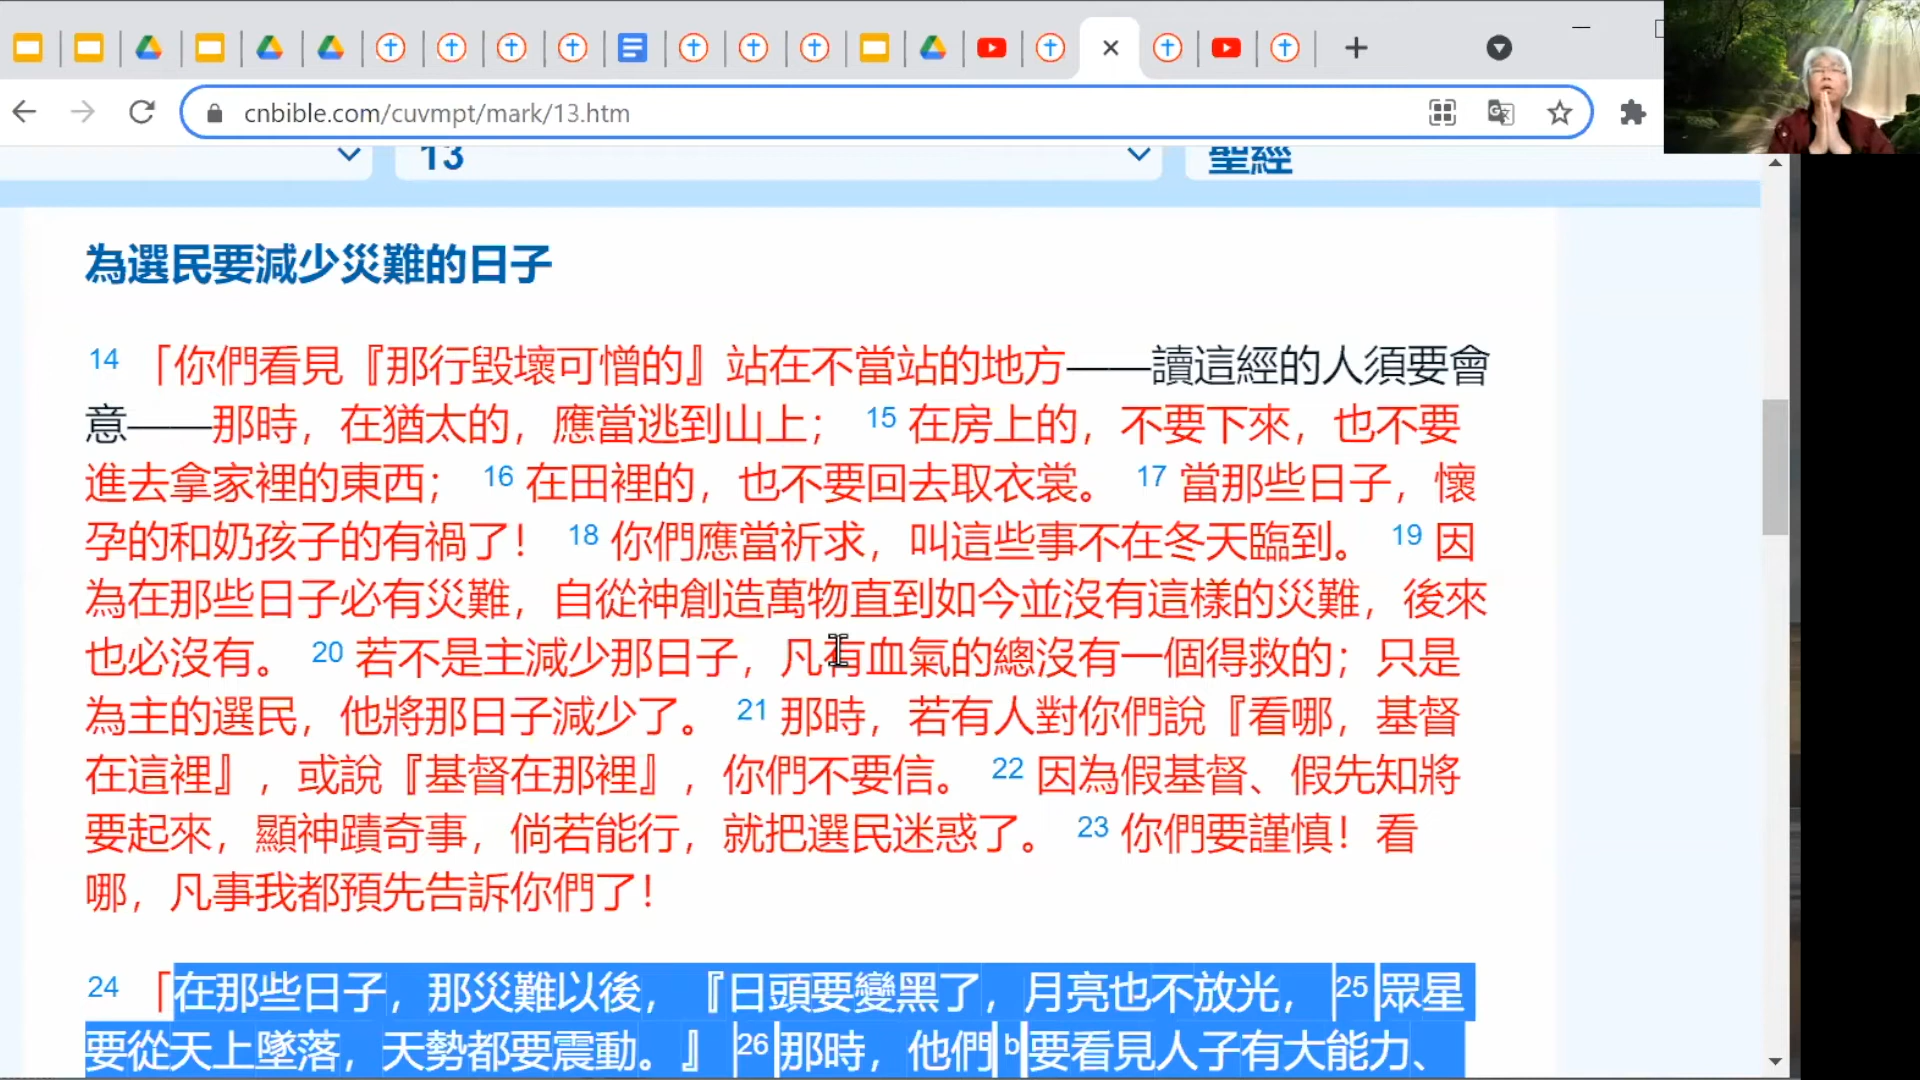 cnbible.com/cuvmpt/mark/13.htm
13
聖經
為選民要減少災難的日子
14 「你們看見『那行毀壞可憎的』站在不當站的地方——讀這經的人須要會
意——那時，在猶太的，應當逃到山上； 15 在房上的，不要下來，也不要
進去拿家裡的東西； 16 在田裡的，也不要回去取衣裳。 17 當那些日子，懷
孕的和奶孩子的有禍了！ 18 你們應當祈求，叫這些事不在冬天臨到。 19 因
為在那些日子必有災難，自從神創造萬物直到如今並沒有這樣的災難，後來
也必沒有。 20 若不是主減少那日子，凡有血氣的總沒有一個得救的；只是
為主的選民，他將那日子減少了。 21 那時，若有人對你們說『看哪，基督
在這裡』，或說『基督在那裡』，你們不要信。 22 因為假基督、假先知將
要起來，顯神蹟奇事，倘若能行，就把選民迷惑了。 23 你們要謹慎！看
哪，凡事我都預先告訴你們了！
24 「在那些日子，那災難以後，『日頭要變黑了，月亮也不放光， 25 眾星
要從天上墜落，天勢都要震動。』 26 那時，他們 b 要看見人子有大能力、